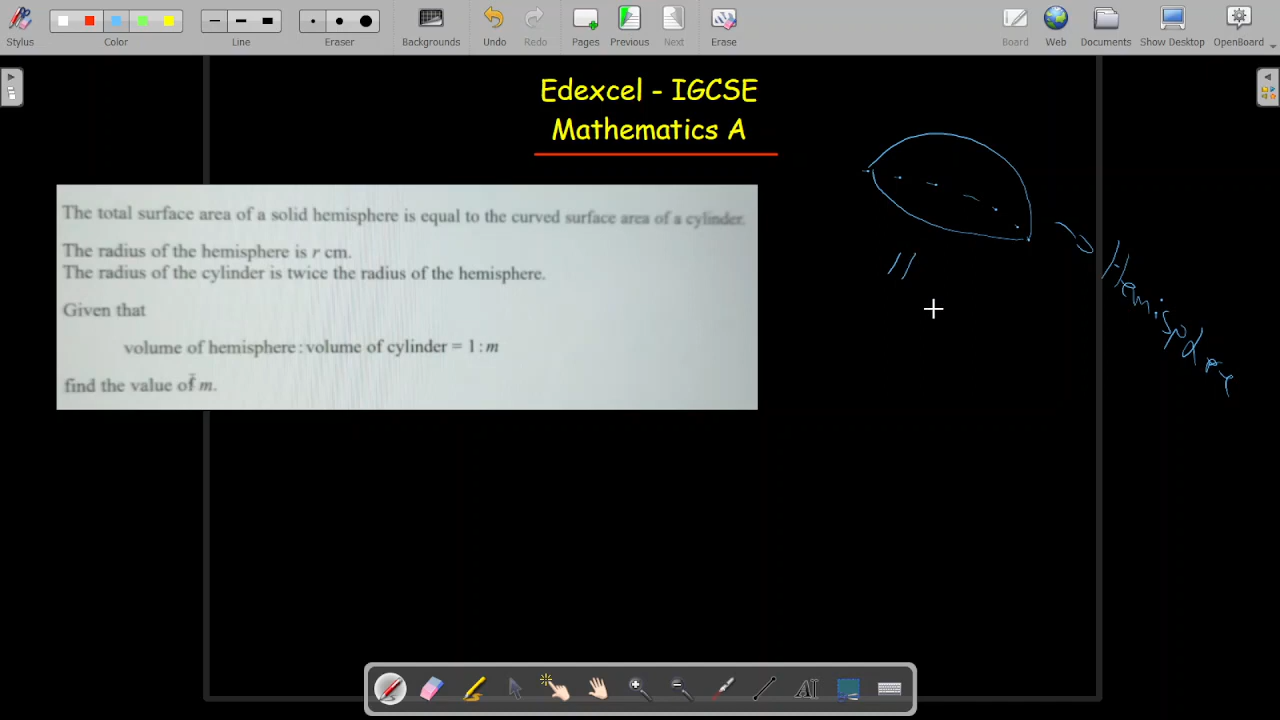 Stylus
Color
Line
Eraser
Backgrounds
Undo
Redo
Pages
Previous
Next
Erase
Board
Web
Documents
Show Desktop
OpenBoard
Edexcel - IGCSE
Mathematics A
The total surface area of a solid hemisphere is equal to the curved surface area of a cylinder.
The radius of the hemisphere is r cm.
The radius of the cylinder is twice the radius of the hemisphere.
Given that
volume of hemisphere : volume of cylinder = 1 : m
find the value of m.
AI